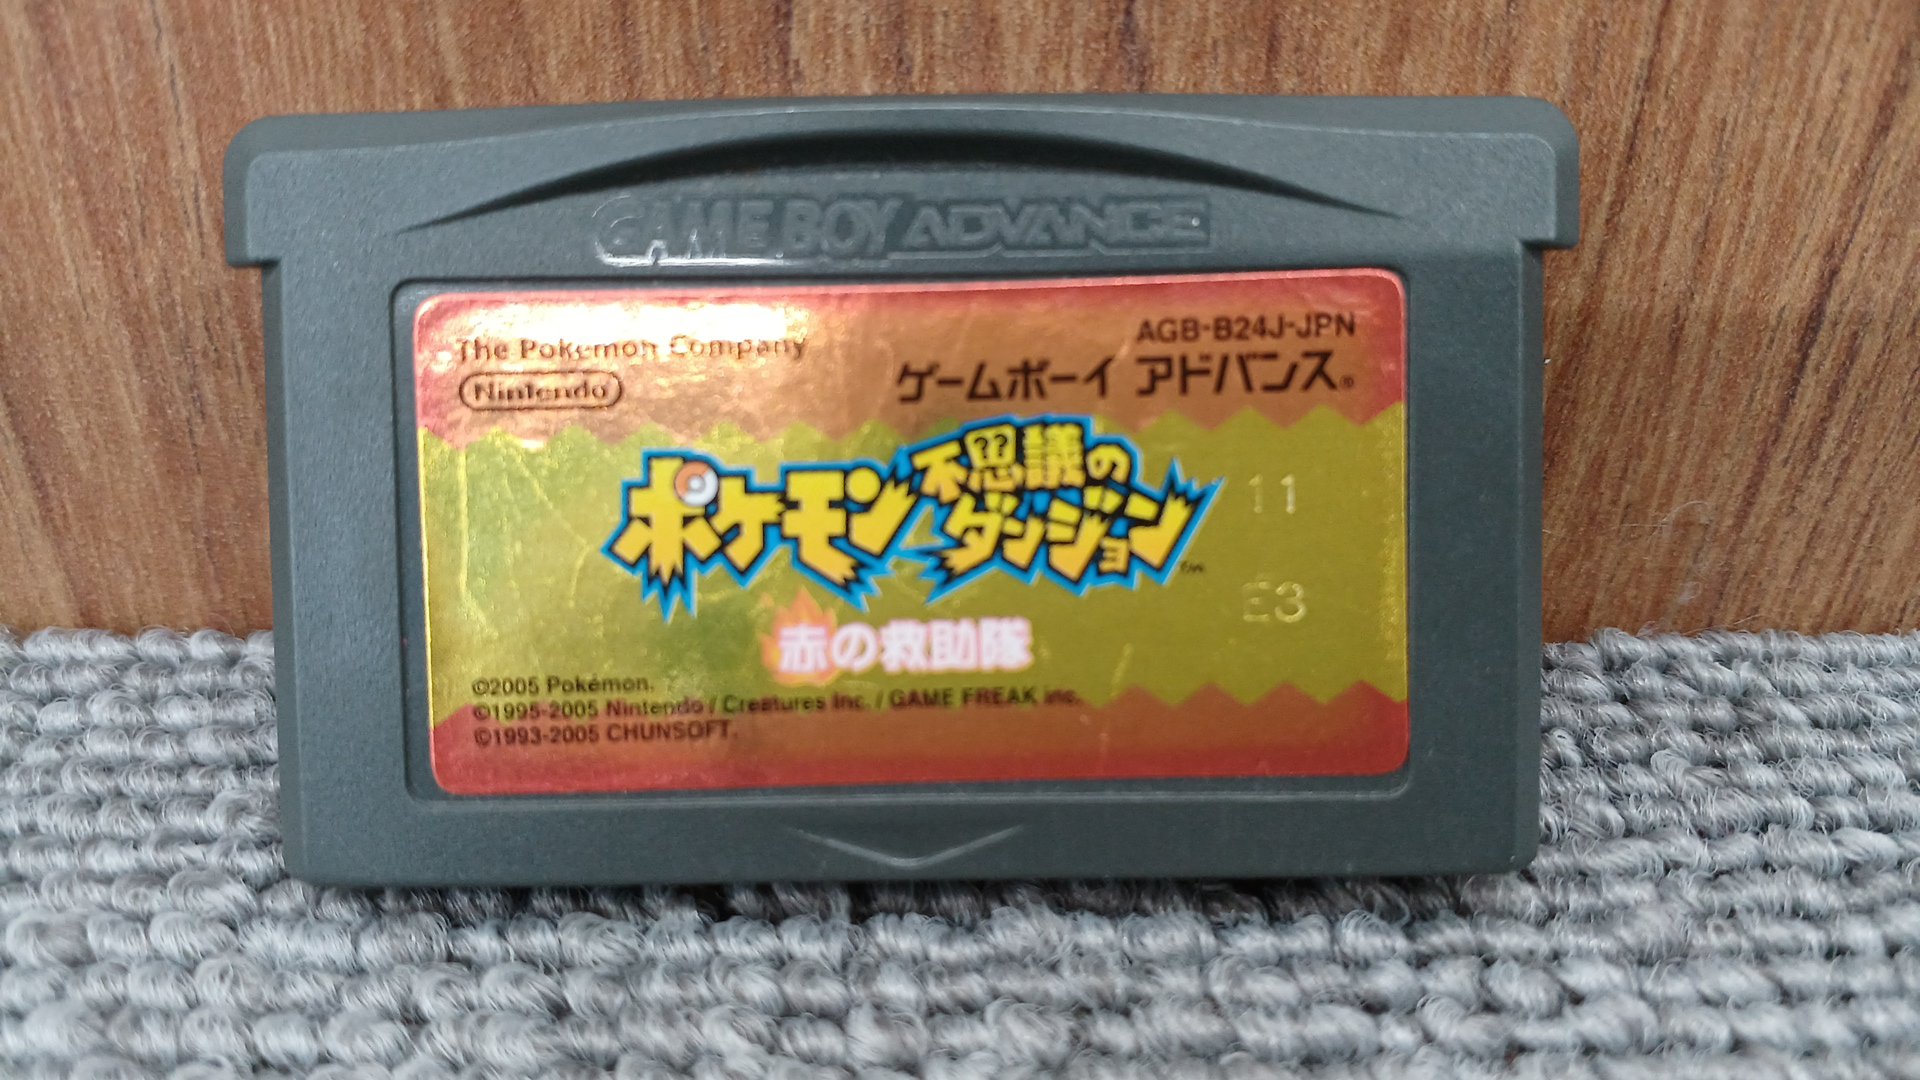 GAME BOY ADVANCE
The Pokémon Company
Nintendo
AGB-B24J-JPN
ゲームボーイ アドバンス®
ポケモン不思議のダンジョン™
11
E3
赤の救助隊
©2005 Pokémon.
©1995-2005 Nintendo / Creatures Inc. / GAME FREAK inc.
©1993-2005 CHUNSOFT.